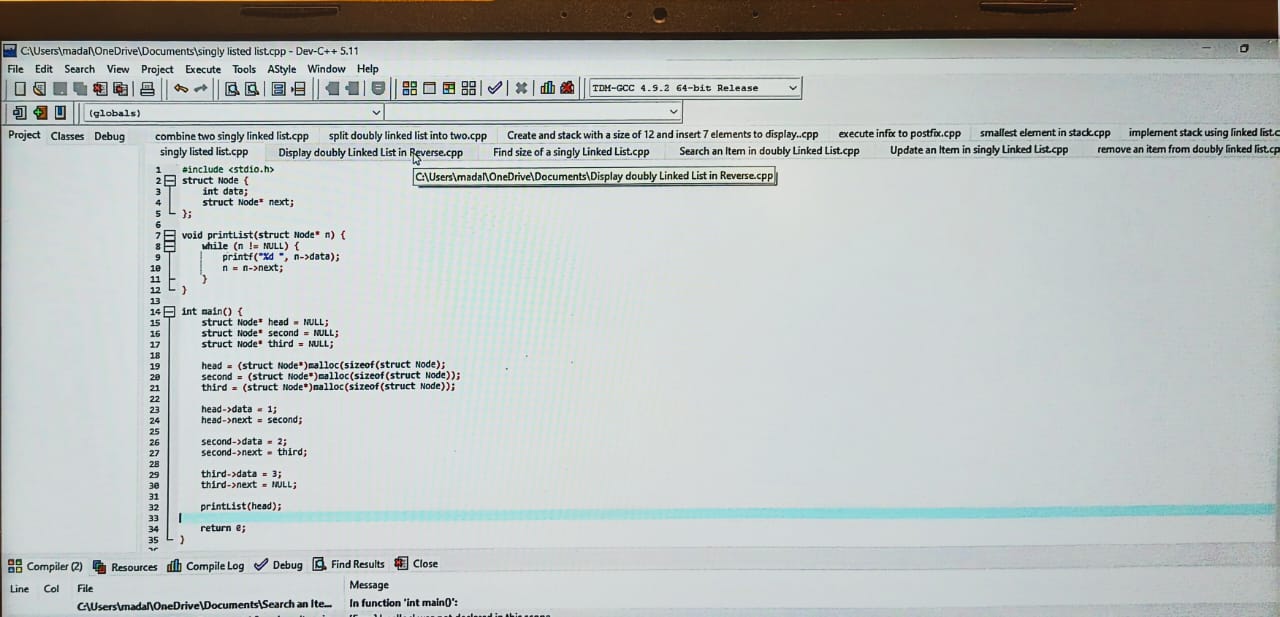 C:\Users\madal\OneDrive\Documents\singly listed list.cpp - Dev-C++ 5.11
File Edit Search View Project Execute Tools AStyle Window Help
TDM-GCC 4.9.2 64-bit Release
(globals)
Project Classes Debug
combine two singly linked list.cpp split doubly linked list into two.cpp Create and stack with a size of 12 and insert 7 elements to display..cpp execute infix to postfix.cpp smallest element in stack.cpp implement stack using linked list.c
singly listed list.cpp Display doubly Linked List in Reverse.cpp Find size of a singly Linked List.cpp Search an Item in doubly Linked List.cpp Update an Item in singly Linked List.cpp remove an item from doubly linked list.cp
C:\Users\madal\OneDrive\Documents\Display doubly Linked List in Reverse.cpp
1 #include <stdio.h>
2 struct Node {
3 int data;
4 struct Node* next;
5 };
6
7 void printList(struct Node* n) {
8 while (n != NULL) {
9 printf("%d ", n->data);
10 n = n->next;
11 }
12 }
13
14 int main() {
15 struct Node* head = NULL;
16 struct Node* second = NULL;
17 struct Node* third = NULL;
18
19 head = (struct Node*)malloc(sizeof(struct Node);
20 second = (struct Node*)malloc(sizeof(struct Node));
21 third = (struct Node*)malloc(sizeof(struct Node));
22
23 head->data = 1;
24 head->next = second;
25
26 second->data = 2;
27 second->next = third;
28
29 third->data = 3;
30 third->next = NULL;
31
32 printList(head);
33
34 return 0;
35 }
Compiler (2) Resources Compile Log Debug Find Results Close
Line Col File Message
C:\Users\madal\OneDrive\Documents\Search an Ite... In function 'int main()':